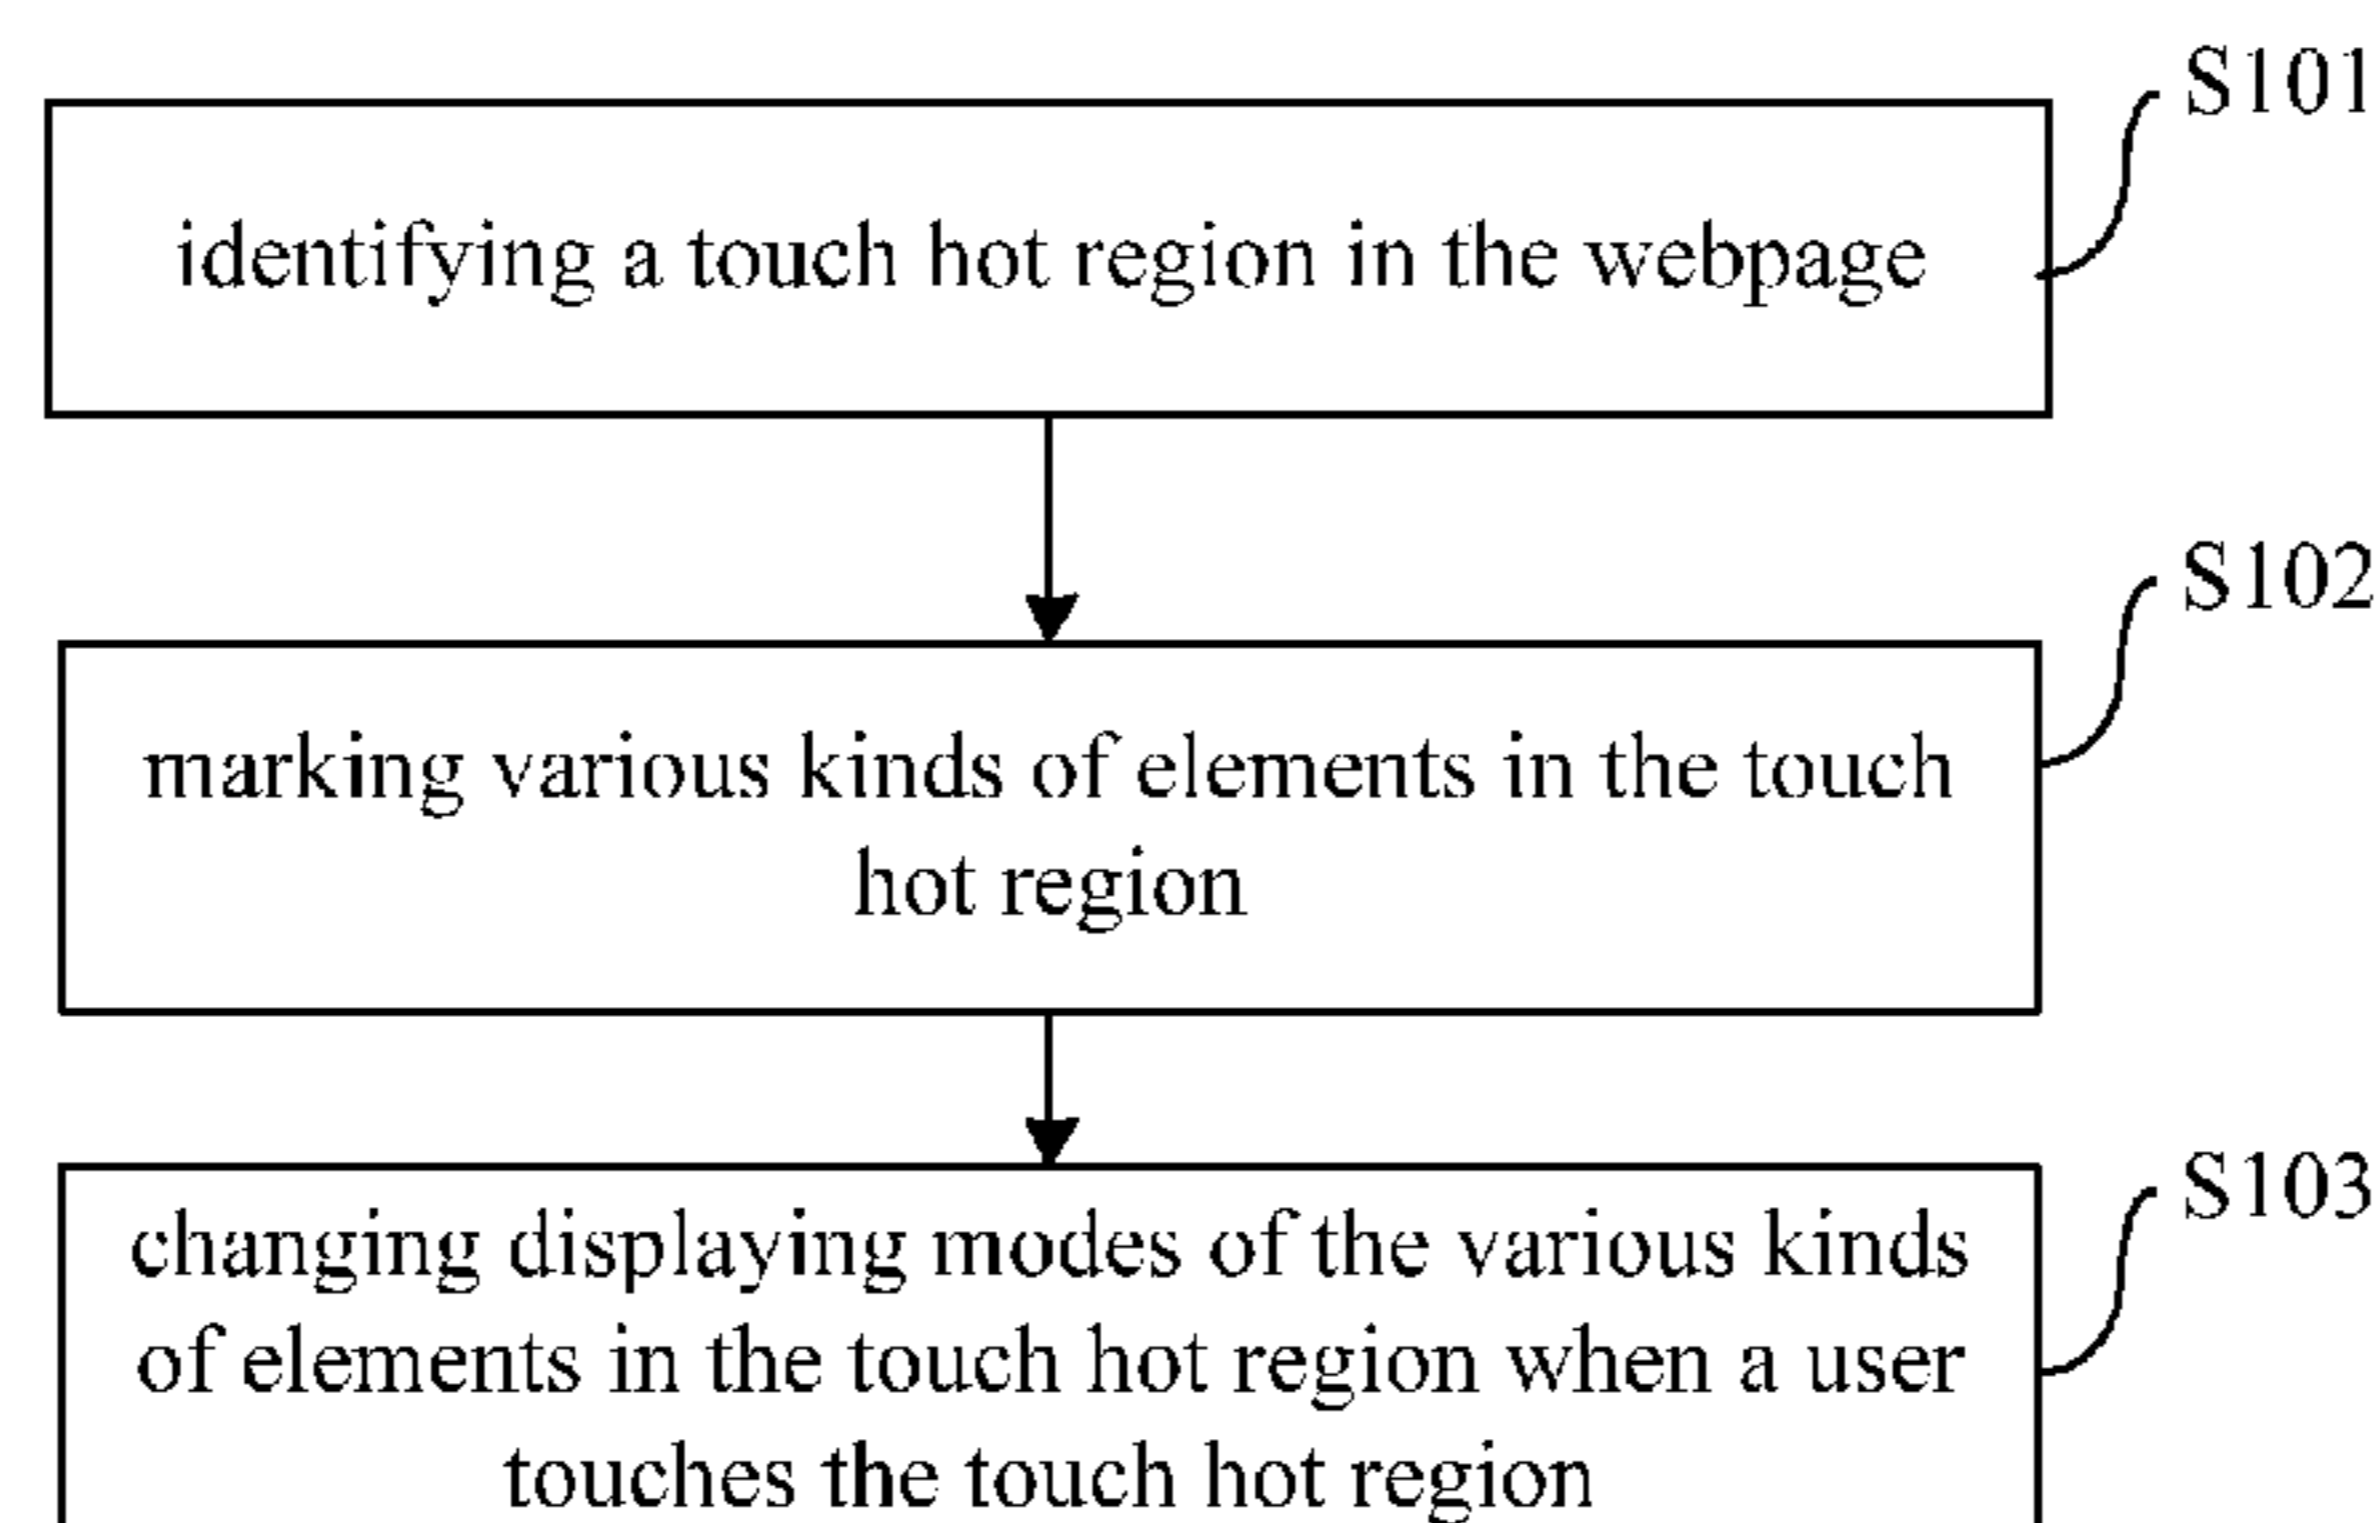 S101
identifying a touch hot region in the webpage
S102
marking various kinds of elements in the touch
hot region
S103
changing displaying modes of the various kinds
of elements in the touch hot region when a user
touches the touch hot region